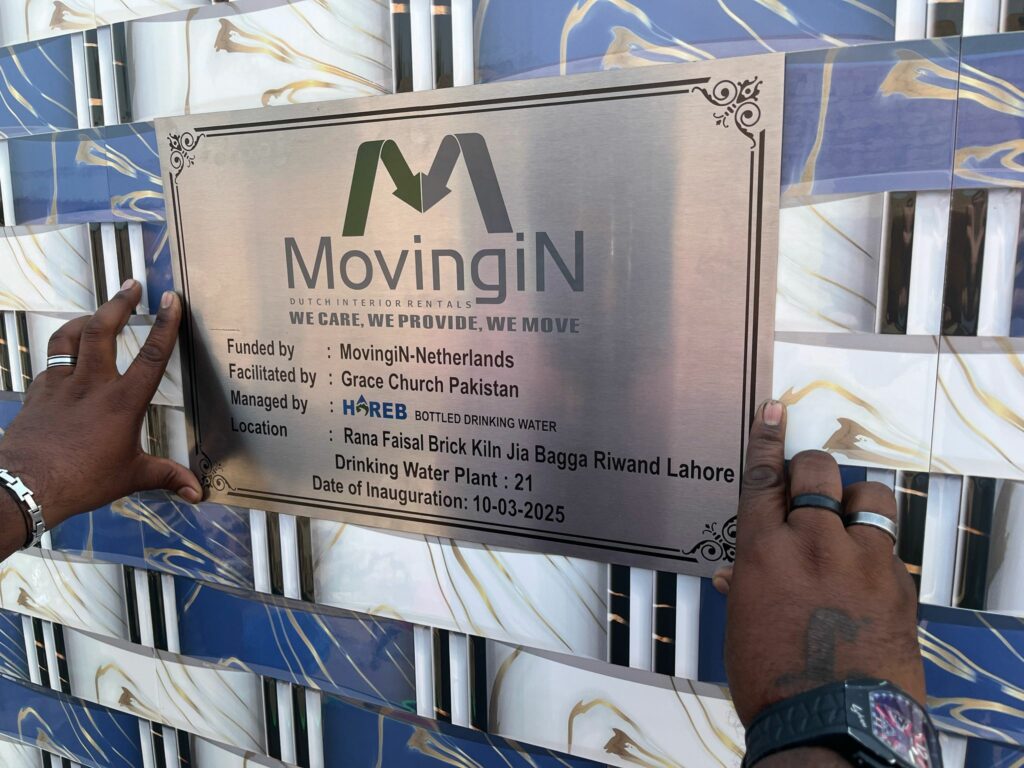 MovingiN
DUTCH INTERIOR RENTALS
WE CARE, WE PROVIDE, WE MOVE
Funded by : MovingiN-Netherlands
Facilitated by : Grace Church Pakistan
Managed by : HOREB BOTTLED DRINKING WATER
Location : Rana Faisal Brick Kiln Jia Bagga Riwand Lahore
Drinking Water Plant : 21
Date of Inauguration: 10-03-2025